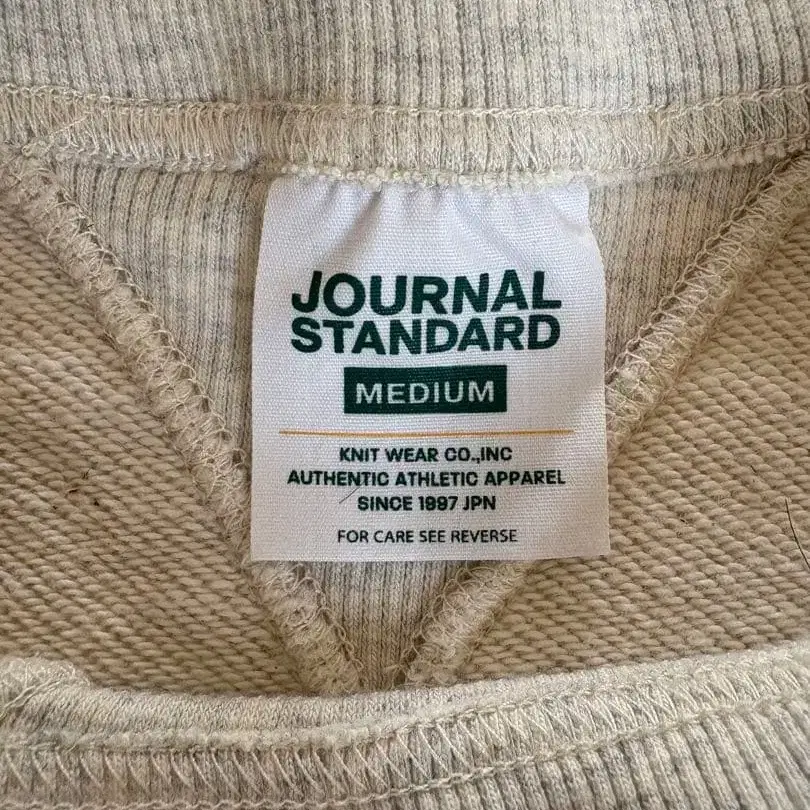 JOURNAL
STANDARD
MEDIUM
KNIT WEAR CO.,INC
AUTHENTIC ATHLETIC APPAREL
SINCE 1997 JPN
FOR CARE SEE REVERSE